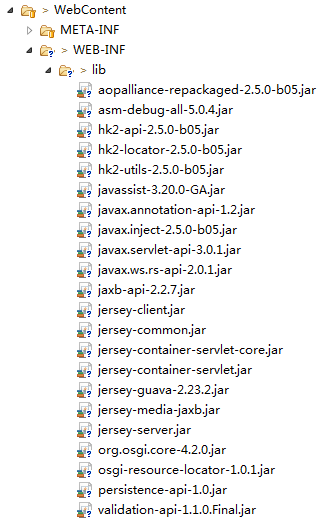 > WebContent
META-INF
> WEB-INF
> lib
aopalliance-repackaged-2.5.0-b05.jar
asm-debug-all-5.0.4.jar
hk2-api-2.5.0-b05.jar
hk2-locator-2.5.0-b05.jar
hk2-utils-2.5.0-b05.jar
javassist-3.20.0-GA.jar
javax.annotation-api-1.2.jar
javax.inject-2.5.0-b05.jar
javax.servlet-api-3.0.1.jar
javax.ws.rs-api-2.0.1.jar
jaxb-api-2.2.7.jar
jersey-client.jar
jersey-common.jar
jersey-container-servlet-core.jar
jersey-container-servlet.jar
jersey-guava-2.23.2.jar
jersey-media-jaxb.jar
jersey-server.jar
org.osgi.core-4.2.0.jar
osgi-resource-locator-1.0.1.jar
persistence-api-1.0.jar
validation-api-1.1.0.Final.jar